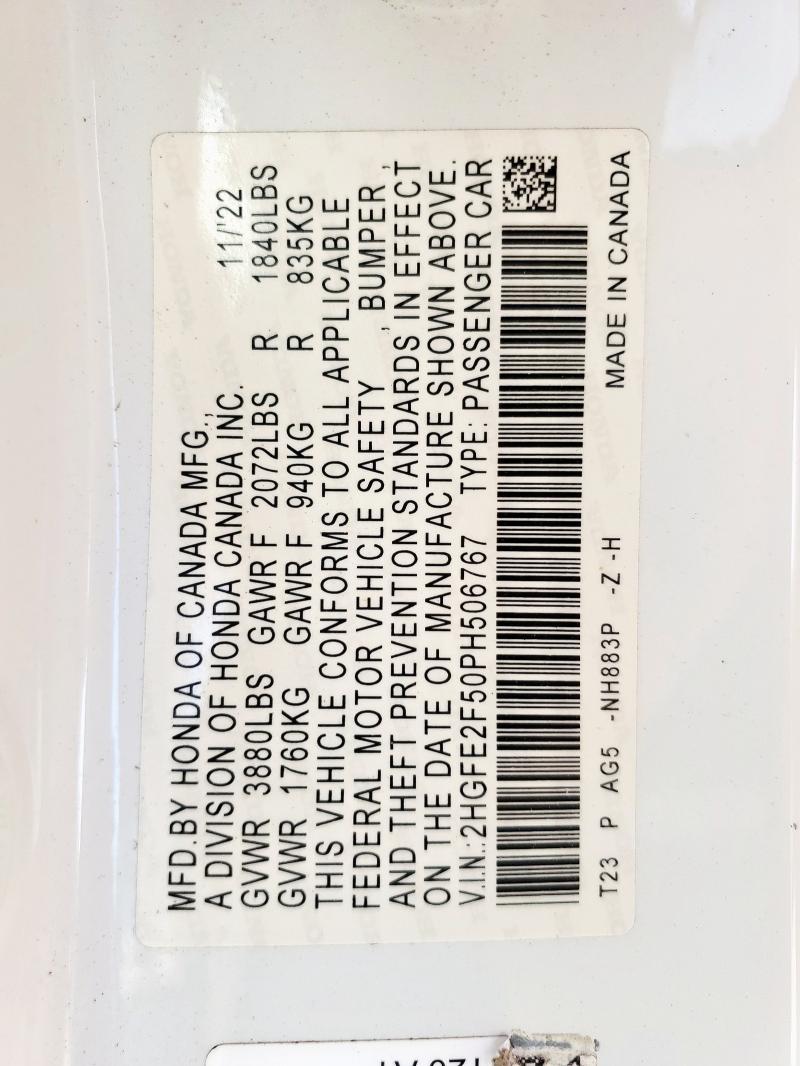 MFD.BY HONDA OF CANADA MFG.,
A DIVISION OF HONDA CANADA INC. 11/'22
GVWR 3880LBS GAWR F 2072LBS R 1840LBS
GVWR 1760KG GAWR F 940KG R 835KG
THIS VEHICLE CONFORMS TO ALL APPLICABLE
FEDERAL MOTOR VEHICLE SAFETY , BUMPER ,
AND THEFT PREVENTION STANDARDS IN EFFECT
ON THE DATE OF MANUFACTURE SHOWN ABOVE.
V.I.N.:2HGFE2F50PH506767 TYPE: PASSENGER CAR
T23 P AG5 -NH883P -Z -H MADE IN CANADA